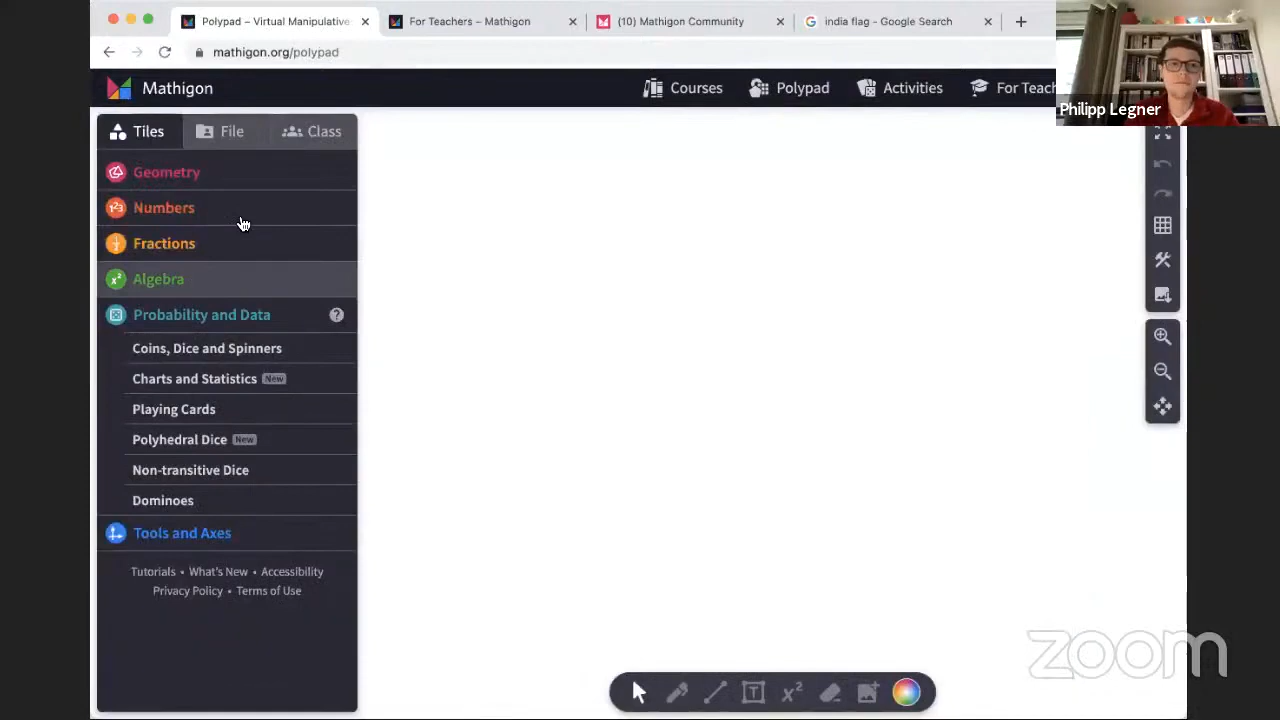 Polypad – Virtual Manipulative
For Teachers – Mathigon
(10) Mathigon Community
india flag - Google Search
mathigon.org/polypad
Mathigon
Courses
Polypad
Activities
For Teach
Philipp Legner
Tiles
File
Class
Geometry
Numbers
Fractions
Algebra
Probability and Data ?
Coins, Dice and Spinners
Charts and Statistics New
Playing Cards
Polyhedral Dice New
Non-transitive Dice
Dominoes
Tools and Axes
Tutorials • What's New • Accessibility
Privacy Policy • Terms of Use
T
x²
zoom